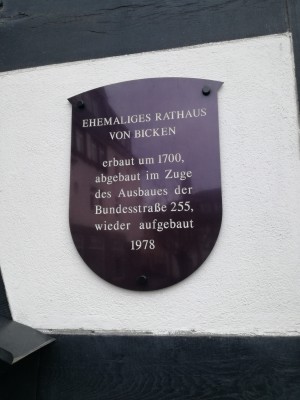 EHEMALIGES RATHAUS
VON BICKEN
erbaut um 1700,
abgebaut im Zuge
des Ausbaues der
Bundesstraße 255,
wieder aufgebaut
1978